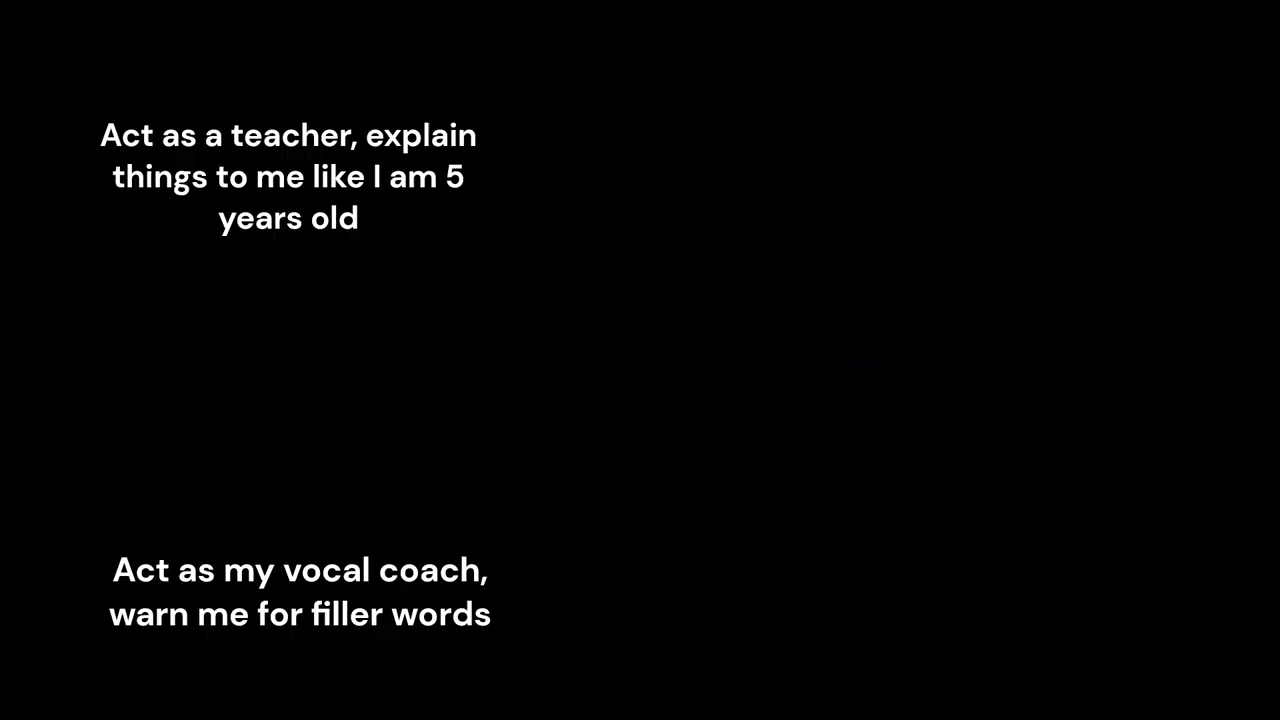 Act as a teacher, explain
things to me like I am 5
years old
Act as my vocal coach,
warn me for filler words